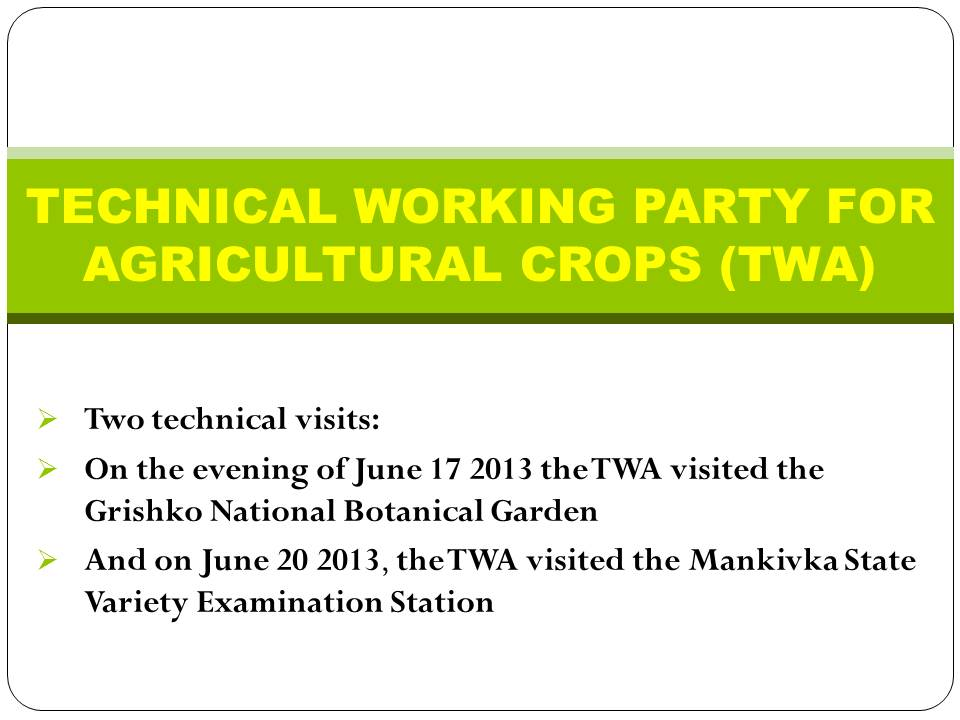 TECHNICAL WORKING PARTY FOR
AGRICULTURAL CROPS (TWA)
Two technical visits:
On the evening of June 17 2013 the TWA visited the
Grishko National Botanical Garden
And on June 20 2013, the TWA visited the Mankivka State
Variety Examination Station